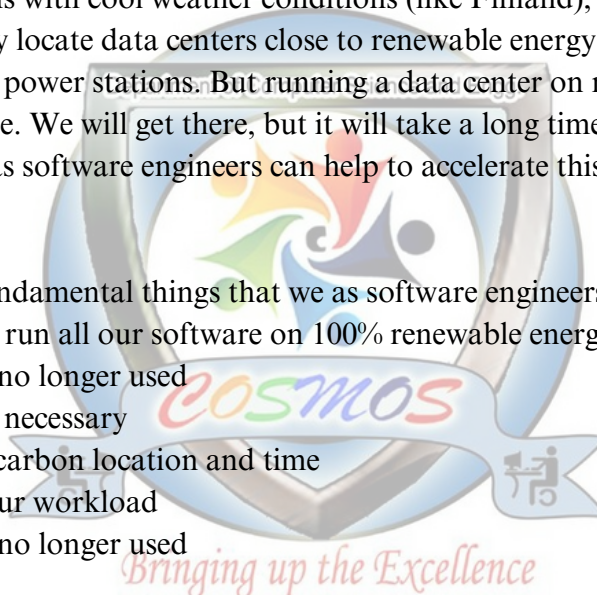 s with cool weather conditions (like Finland),
y locate data centers close to renewable energy
power stations. But running a data center on r
e. We will get there, but it will take a long time
as software engineers can help to accelerate this
ndamental things that we as software engineers
run all our software on 100% renewable energ
no longer used
COSMOS
necessary
carbon location and time
ur workload
no longer used
Bringing up the Excellence